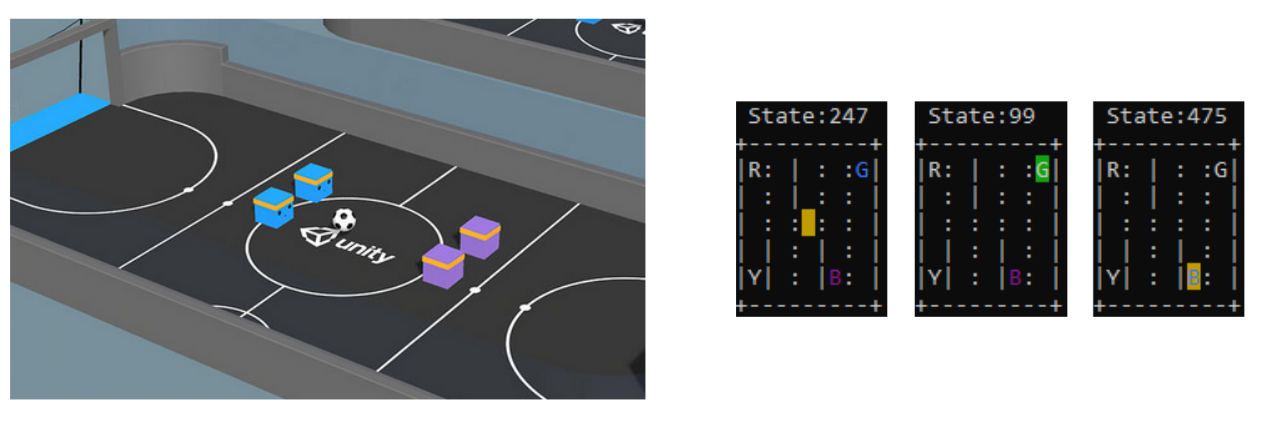 unity
State:247
+---------+
|R: | : :G|
| : | : : |
| : : : : |
| | : | : |
|Y| : |B: |
+---------+
State:99
+---------+
|R: | : :G|
| : | : : |
| : : : : |
| | : | : |
|Y| : |B: |
+---------+
State:475
+---------+
|R: | : :G|
| : | : : |
| : : : : |
| | : | : |
|Y| : |B: |
+---------+